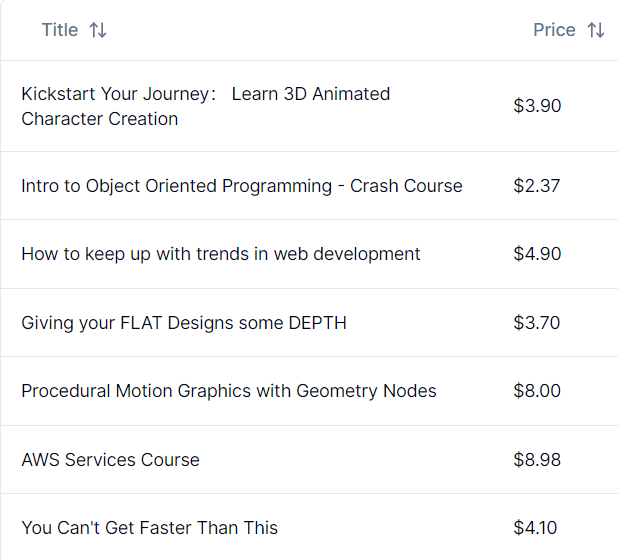 Title Price
Kickstart Your Journey： Learn 3D Animated
Character Creation
$3.90
Intro to Object Oriented Programming - Crash Course $2.37
How to keep up with trends in web development $4.90
Giving your FLAT Designs some DEPTH $3.70
Procedural Motion Graphics with Geometry Nodes $8.00
AWS Services Course $8.98
You Can't Get Faster Than This $4.10